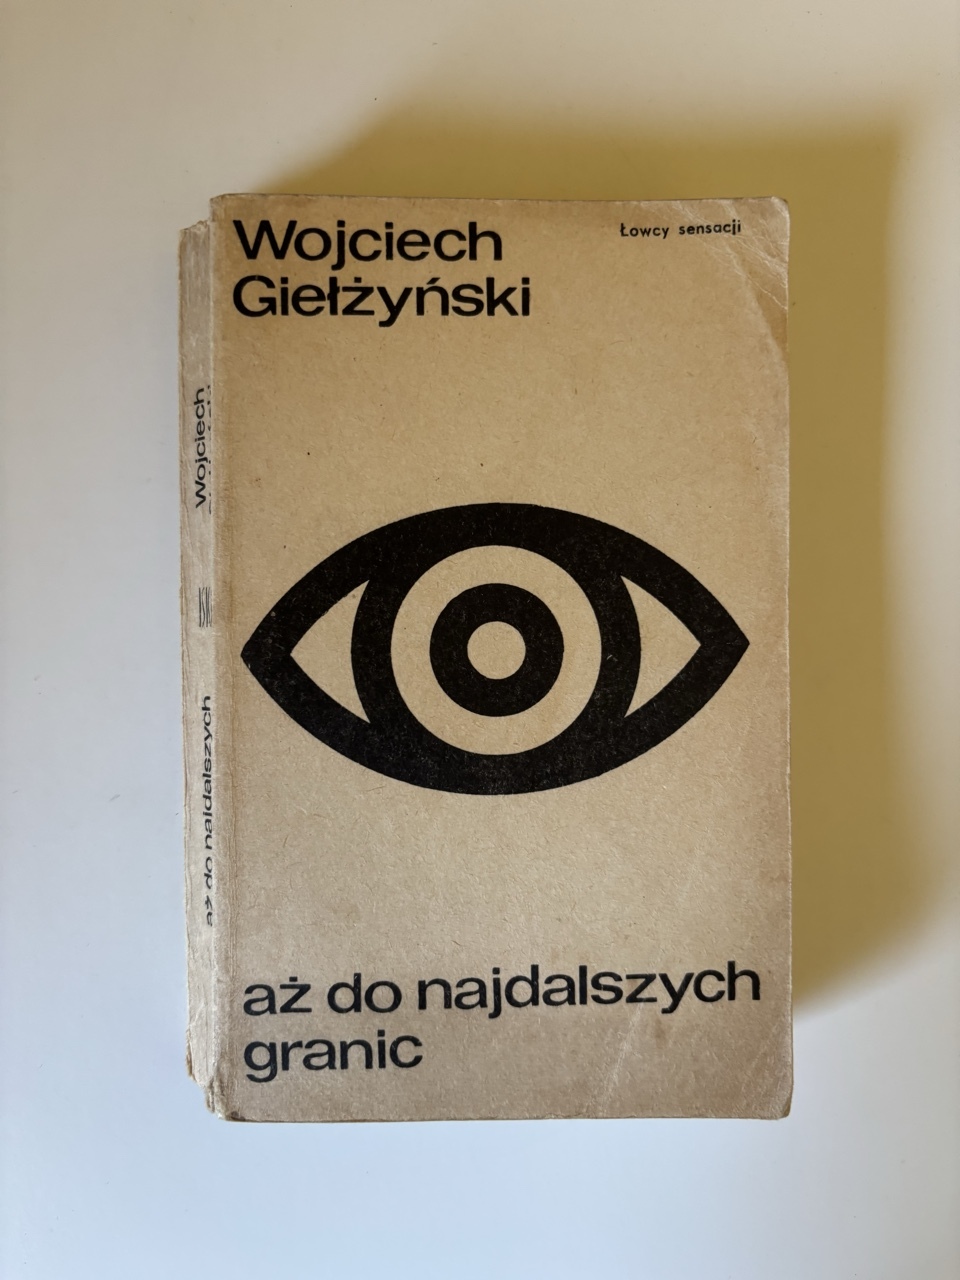 Wojciech
Giełżyński
Łowcy sensacji
aż do najdalszych
granic
Wojciech
aż do najdalszych